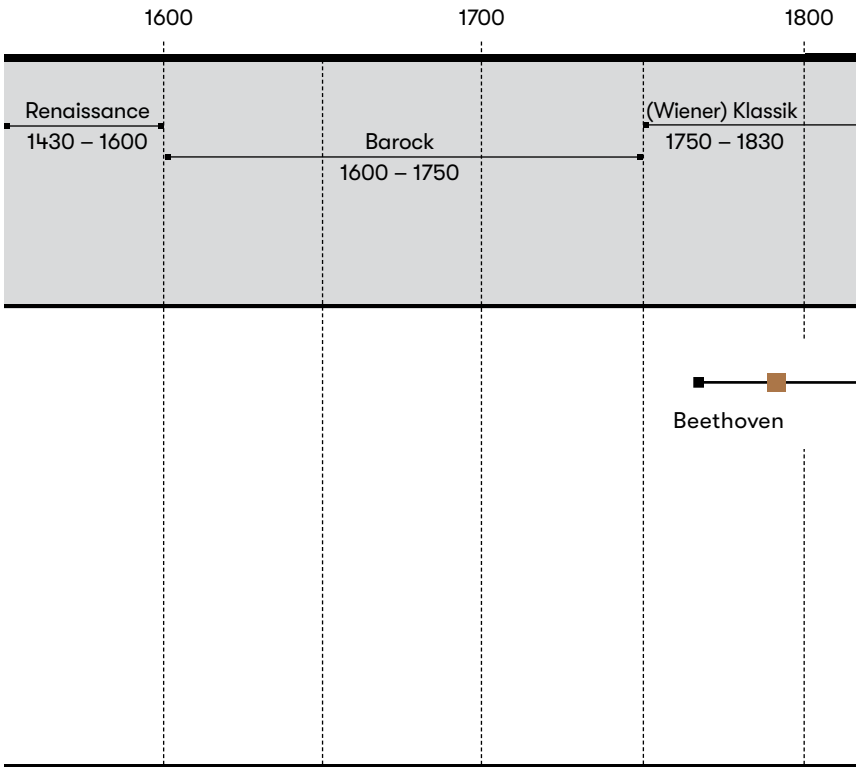 1600
1700
1800
Renaissance
1430 – 1600
Barock
1600 – 1750
(Wiener) Klassik
1750 – 1830
Beethoven